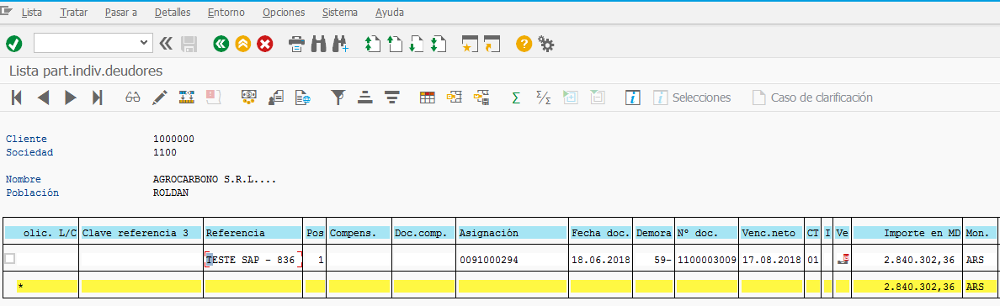 Lista Tratar Pasar a Detalles Entorno Opciones Sistema Ayuda
Lista part.indiv.deudores
Selecciones Caso de clarificación
Cliente 1000000
Sociedad 1100
Nombre AGROCARBONO S.R.L....
Población ROLDAN
olic. L/C Clave referencia 3 Referencia Pos Compens. Doc.comp. Asignación Fecha doc. Demora Nº doc. Venc.neto CT I Ve Importe en MD Mon.
TESTE SAP - 836 1 0091000294 18.06.2018 59- 1100003009 17.08.2018 01 2.840.302,36 ARS
* 2.840.302,36 ARS